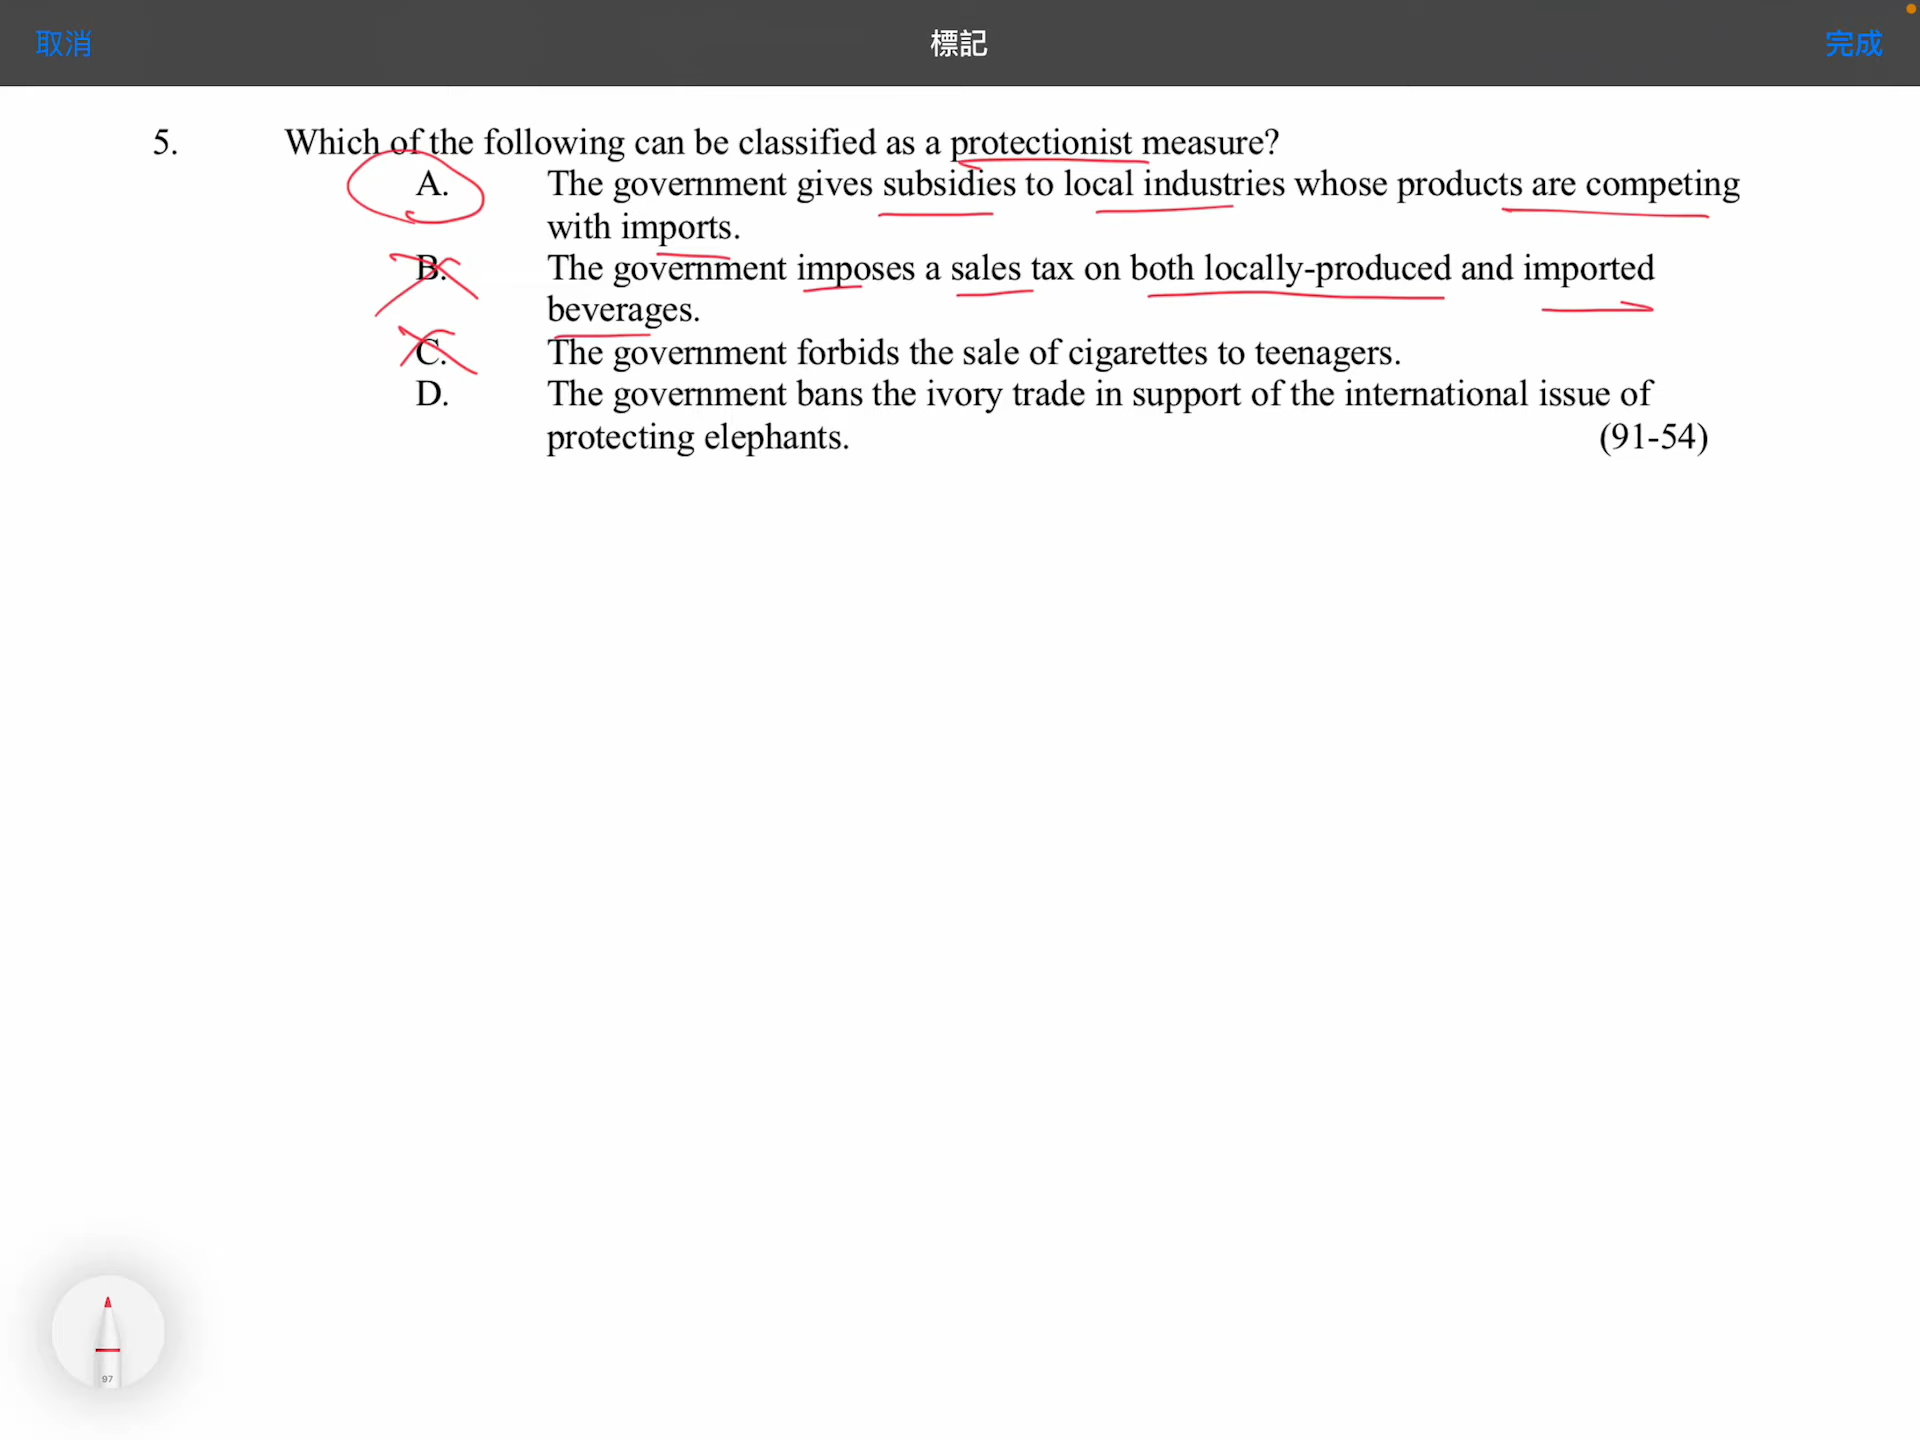 取消 標記 完成
5. Which of the following can be classified as a protectionist measure?
A. The government gives subsidies to local industries whose products are competing
with imports.
B. The government imposes a sales tax on both locally-produced and imported
beverages.
C. The government forbids the sale of cigarettes to teenagers.
D. The government bans the ivory trade in support of the international issue of
protecting elephants. (91-54)
97